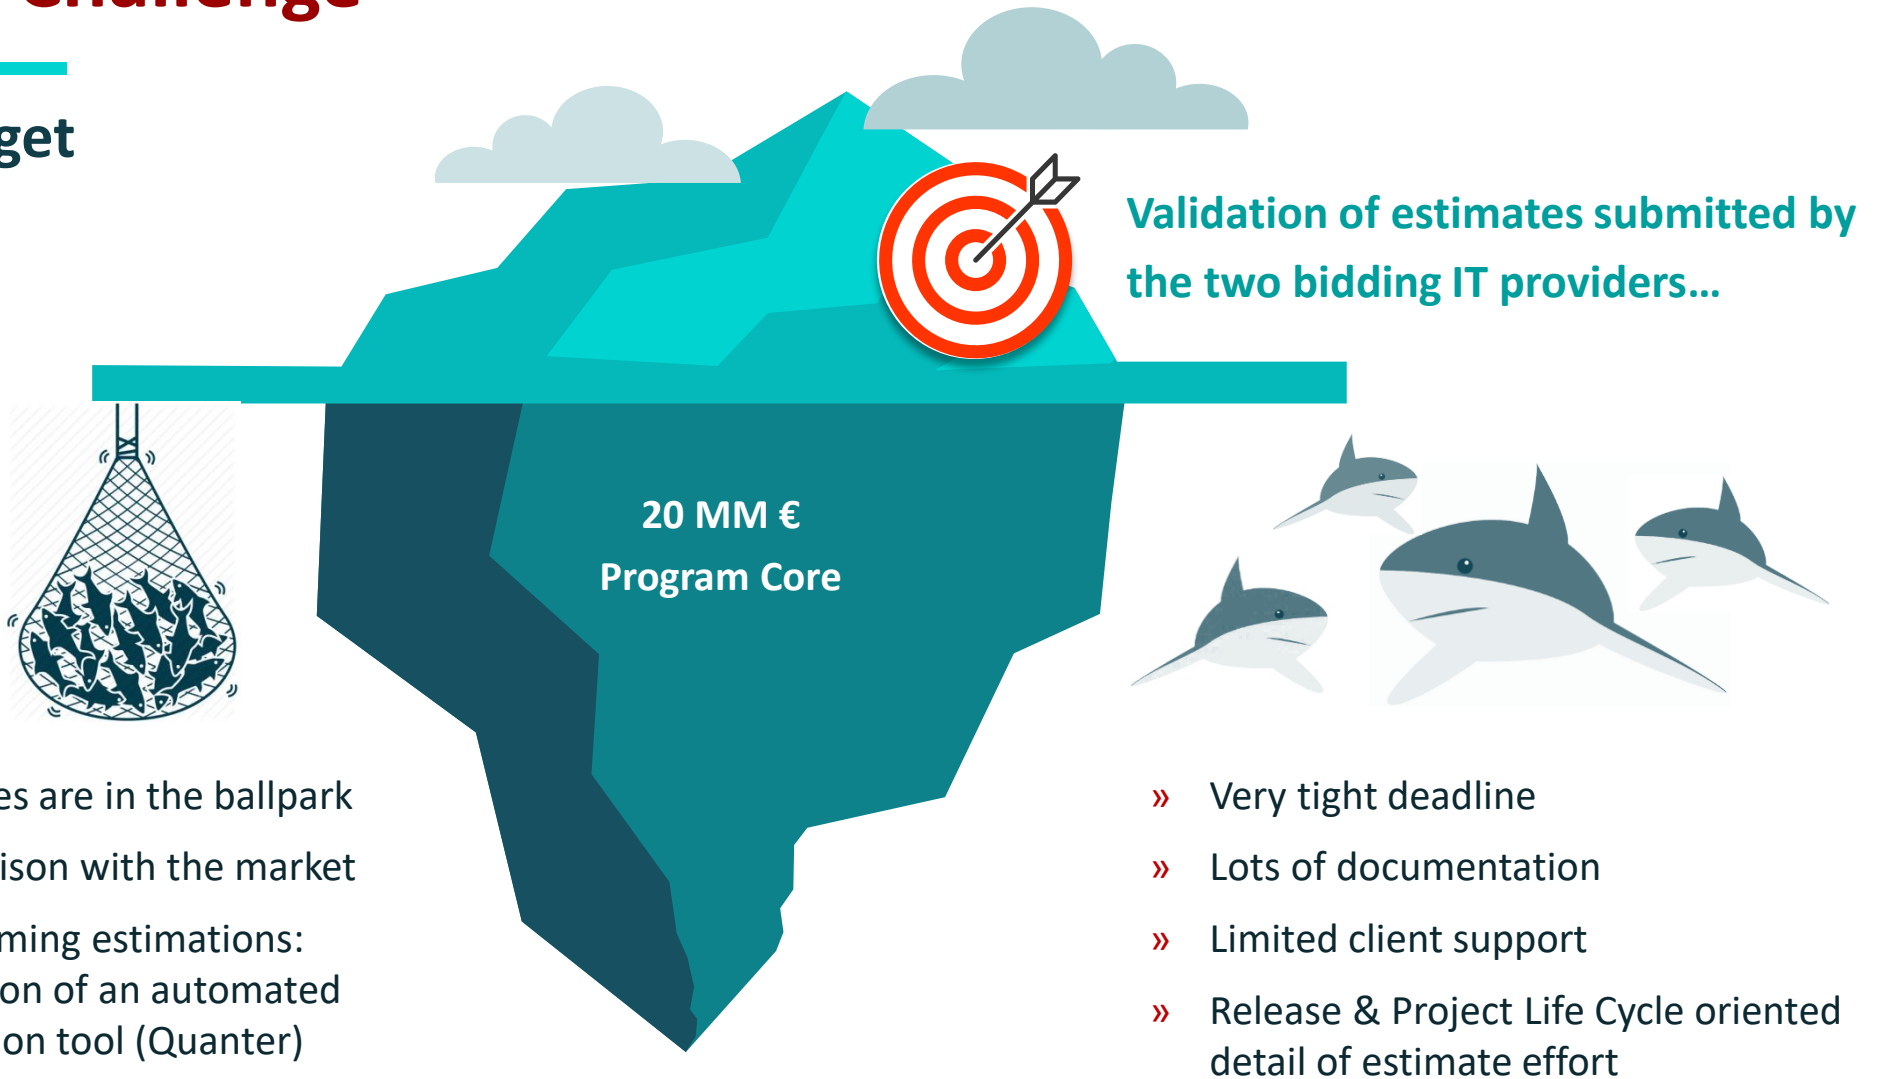 Challenge
get
Validation of estimates submitted by
the two bidding IT providers...
20 MM €
Program Core
es are in the ballpark
ison with the market
ming estimations:
on of an automated
on tool (Quanter)
» Very tight deadline
» Lots of documentation
» Limited client support
» Release & Project Life Cycle oriented
detail of estimate effort